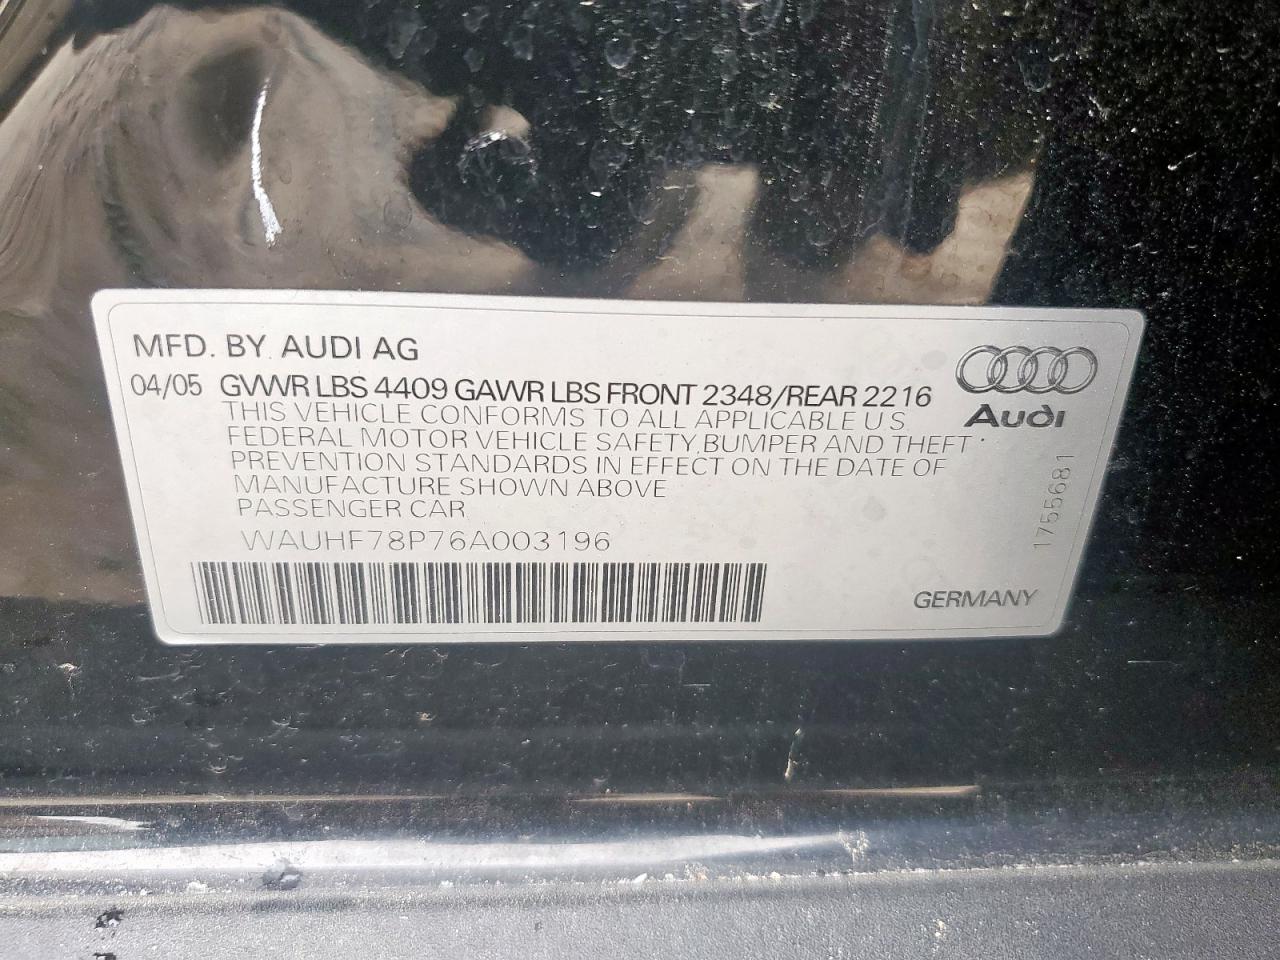 MFD. BY AUDI AG
04/05 GVWR LBS 4409 GAWR LBS FRONT 2348/REAR 2216
THIS VEHICLE CONFORMS TO ALL APPLICABLE U.S.
FEDERAL MOTOR VEHICLE SAFETY, BUMPER AND THEFT
PREVENTION STANDARDS IN EFFECT ON THE DATE OF
MANUFACTURE SHOWN ABOVE
PASSENGER CAR
WAUHF78P76A003196
Audi
1755681
GERMANY